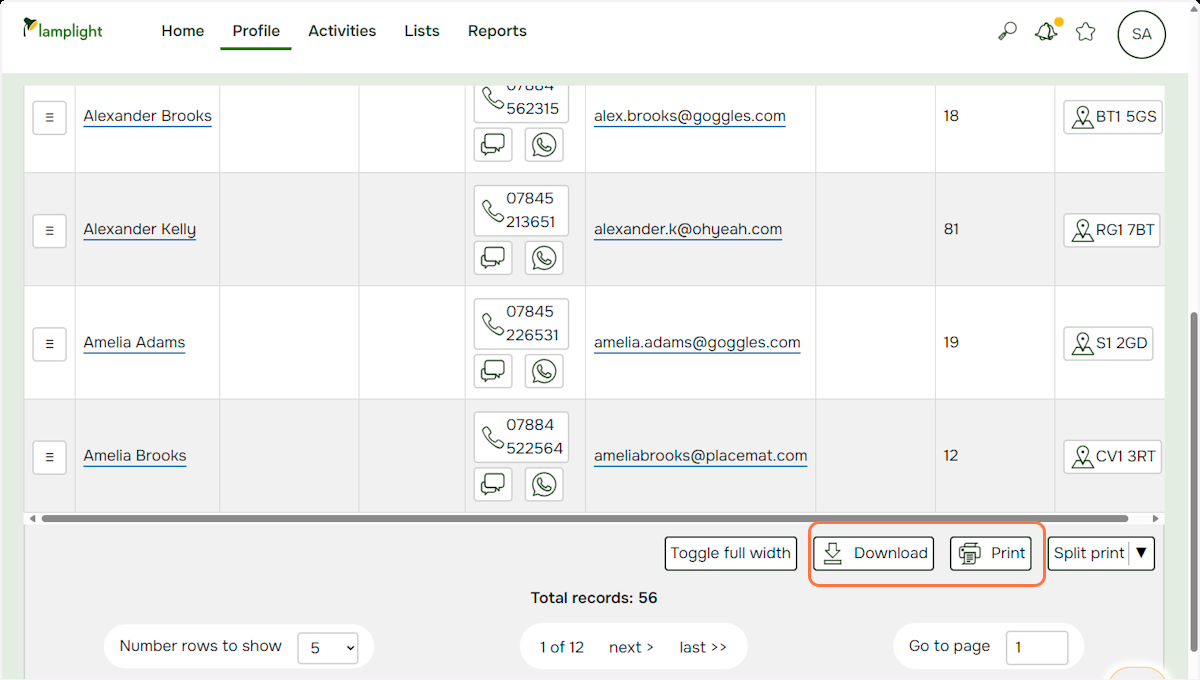 lamplight
Home Profile Activities Lists Reports
SA
Alexander Brooks
07884
562315
alex.brooks@goggles.com
18
BT1 5GS
Alexander Kelly
07845
213651
alexander.k@ohyeah.com
81
RG1 7BT
Amelia Adams
07845
226531
amelia.adams@goggles.com
19
S1 2GD
Amelia Brooks
07884
522564
ameliabrooks@placemat.com
12
CV1 3RT
Toggle full width Download Print Split print ▼
Total records: 56
Number rows to show 5
1 of 12 next > last >>
Go to page 1